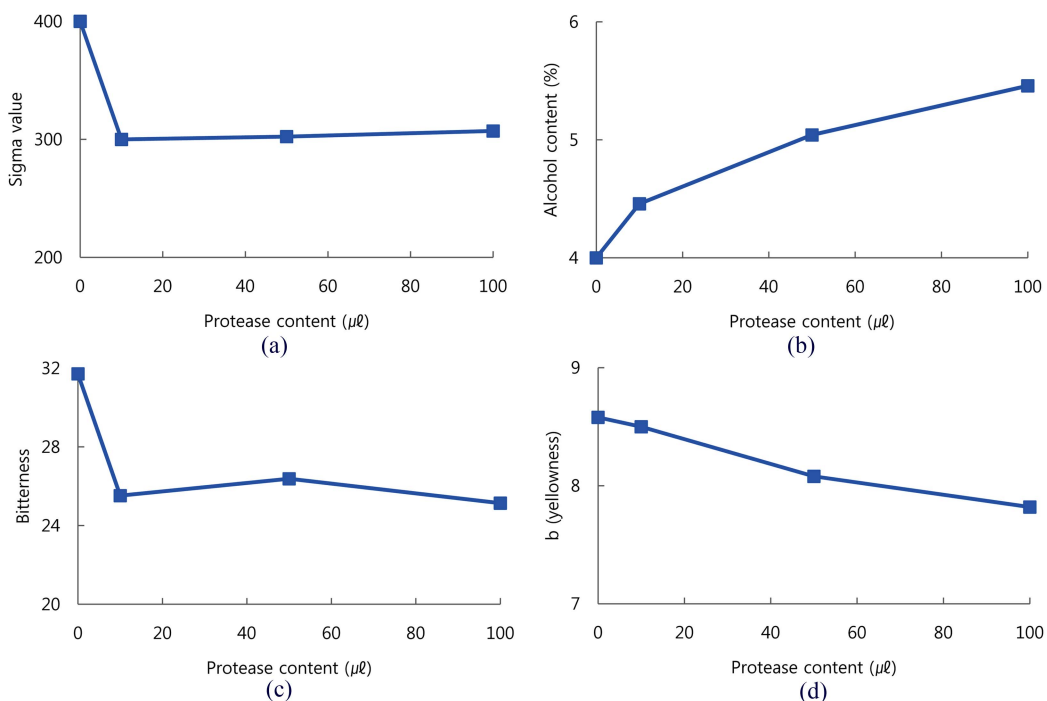 400
300
200
Sigma value
0 20 40 60 80 100
Protease content (㎕)
(a)
6
5
4
Alcohol content (%)
0 20 40 60 80 100
Protease content (㎕)
(b)
32
28
24
20
Bitterness
0 20 40 60 80 100
Protease content (㎕)
(c)
9
8
7
b (yellowness)
0 20 40 60 80 100
Protease content (㎕)
(d)